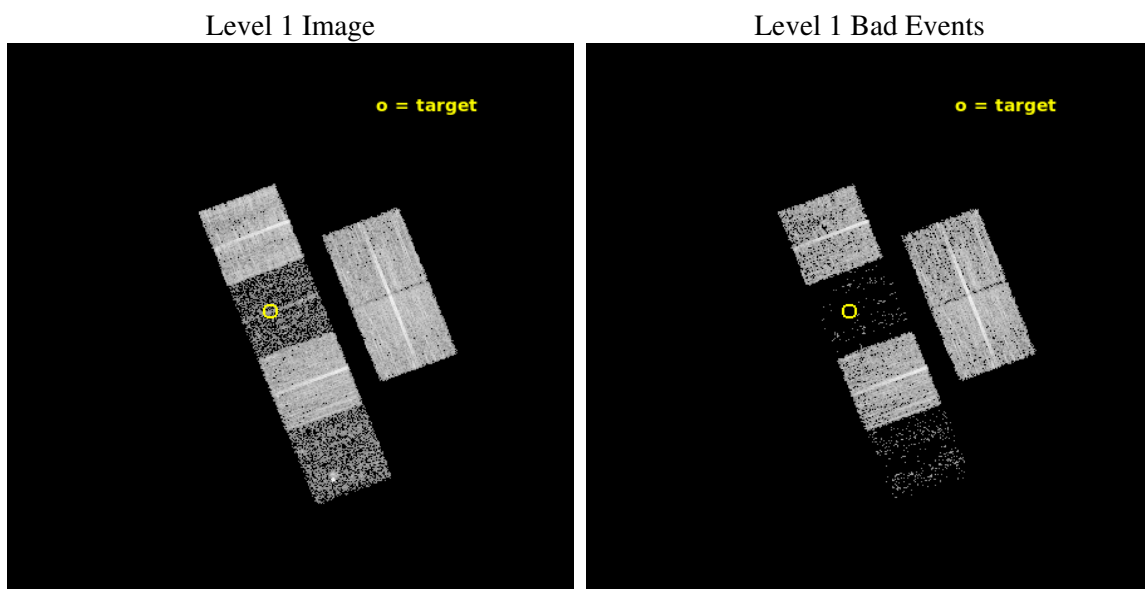 Level 1 Image
Level 1 Bad Events
o = target
o = target